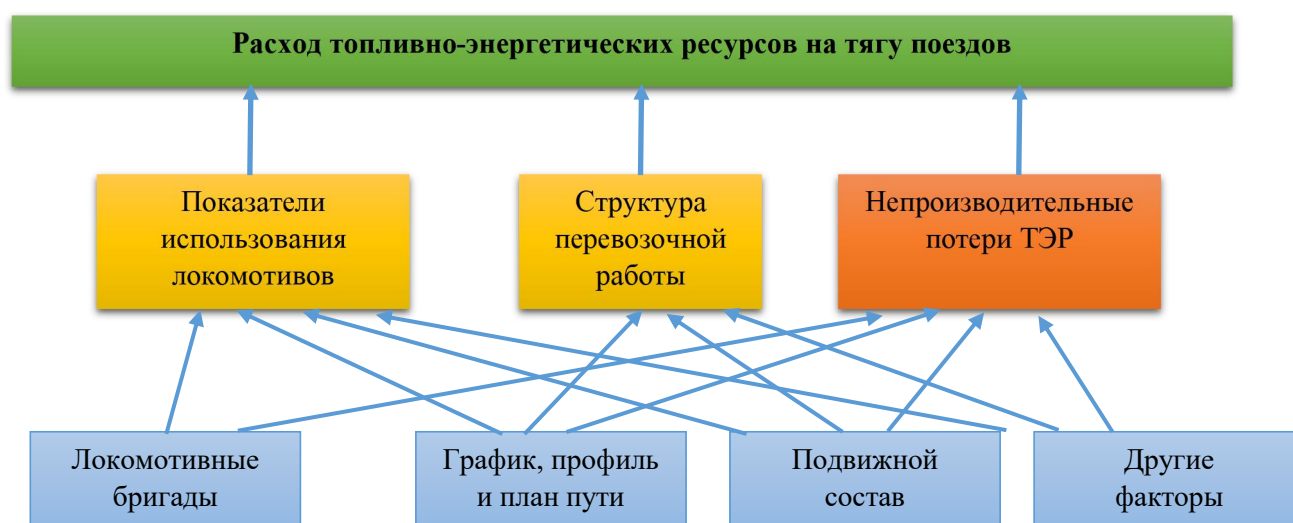 Расход топливно-энергетических ресурсов на тягу поездов
Показатели
использования
локомотивов
Структура
перевозочной
работы
Непроизводительные
потери ТЭР
Локомотивные
бригады
График, профиль
и план пути
Подвижной
состав
Другие
факторы